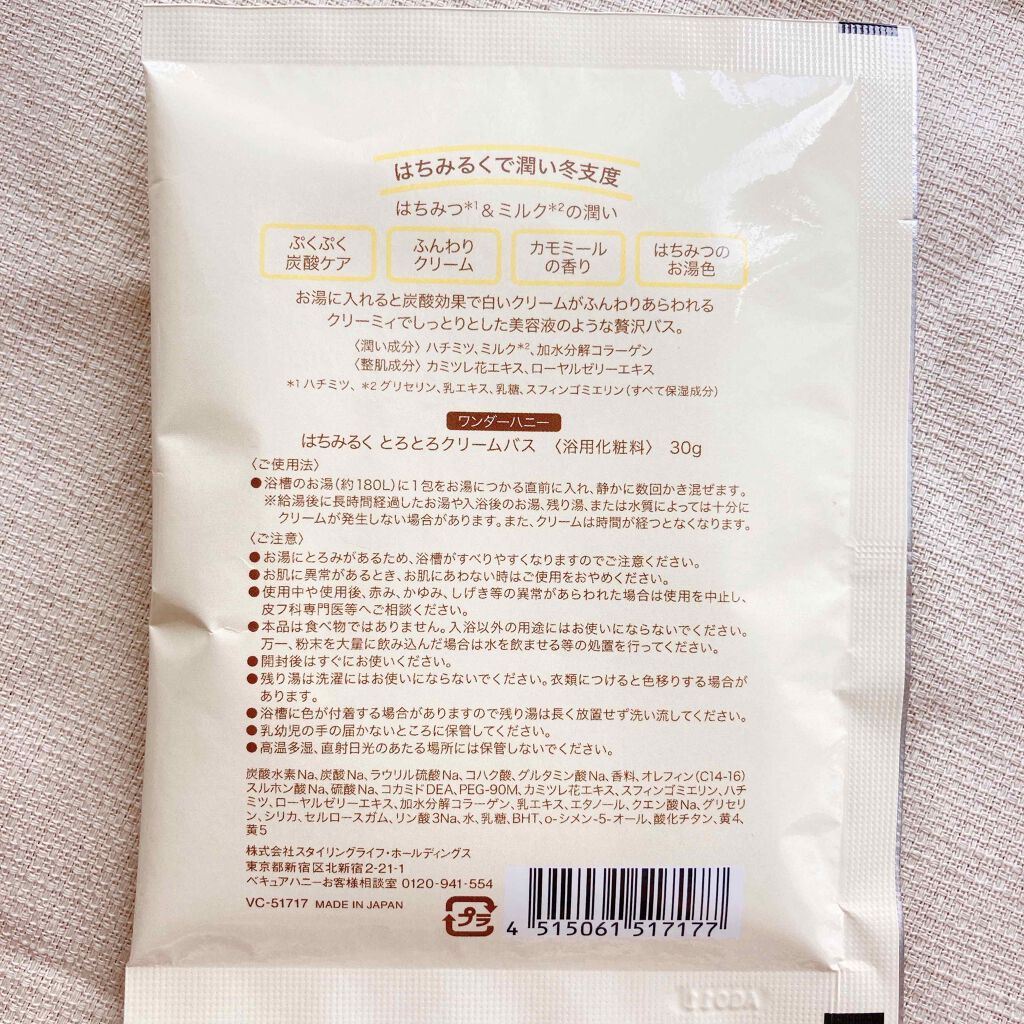 はちみるくで潤い冬支度
はちみつ*1＆ミルク*2の潤い
ぷくぷく
炭酸ケア
ふんわり
クリーム
カモミール
の香り
はちみつの
お湯色
お湯に入れると炭酸効果で白いクリームがふんわりあらわれる
クリーミィでしっとりとした美容液のような贅沢バス。
〈潤い成分〉ハチミツ、ミルク*2、加水分解コラーゲン
〈整肌成分〉カミツレ花エキス、ローヤルゼリーエキス
*1ハチミツ、*2グリセリン、乳エキス、乳糖、スフィンゴミエリン(すべて保湿成分)
ワンダーハニー
はちみるく とろとろクリームバス 〈浴用化粧料〉 30g
〈ご使用法〉
●浴槽のお湯(約180L)に1包をお湯につかる直前に入れ、静かに数回かき混ぜます。
※給湯後に長時間経過したお湯や入浴後のお湯、残り湯、または水質によっては十分に
クリームが発生しない場合があります。また、クリームは時間が経つとなくなります。
〈ご注意〉
●お湯にとろみがあるため、浴槽がすべりやすくなりますのでご注意ください。
●お肌に異常があるとき、お肌にあわない時はご使用をおやめください。
●使用中や使用後、赤み、かゆみ、しげき等の異常があらわれた場合は使用を中止し、
皮フ科専門医等へご相談ください。
●本品は食べ物ではありません。入浴以外の用途にはお使いにならないでください。
万一、粉末を大量に飲み込んだ場合は水を飲ませる等の処置を行ってください。
●開封後はすぐにお使いください。
●残り湯は洗濯にはお使いにならないでください。衣類につけると色移りする場合が
あります。
●浴槽に色が付着する場合がありますので残り湯は長く放置せず洗い流してください。
●乳幼児の手の届かないところに保管してください。
●高温多湿、直射日光のあたる場所には保管しないでください。
炭酸水素Na、炭酸Na、ラウリル硫酸Na、コハク酸、グルタミン酸Na、香料、オレフィン(C14-16)
スルホン酸Na、硫酸Na、コカミドDEA、PEG-90M、カミツレ花エキス、スフィンゴミエリン、ハチ
ミツ、ローヤルゼリーエキス、加水分解コラーゲン、乳エキス、エタノール、クエン酸Na、グリセリ
ン、シリカ、セルロースガム、リン酸3Na、水、乳糖、BHT、o-シメン-5-オール、酸化チタン、黄4、
黄5
株式会社スタイリングライフ・ホールディングス
東京都新宿区北新宿2-21-1
ベキュアハニーお客様相談室 0120-941-554
VC-51717 MADE IN JAPAN
プラ
4 515061 517177